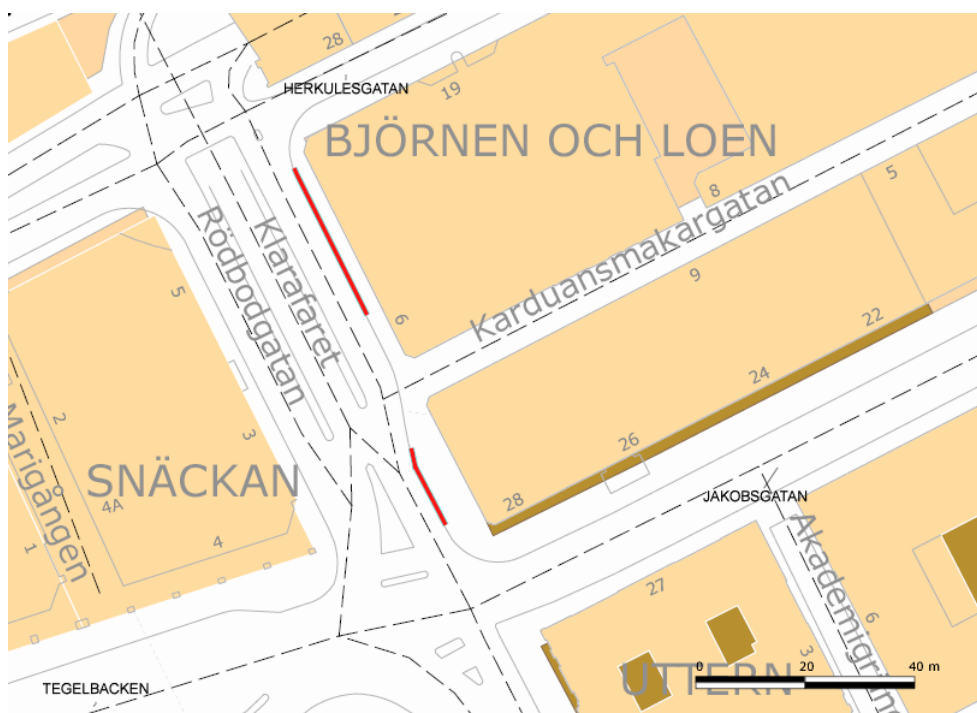 28
HERKULESGATAN
19
BJÖRNEN OCH LOEN
8
5
Karduansmakargatan
Rödbodgatan
Klarafaret
5
9
6
22
24
2
3
26
Marigången
SNÄCKAN
4A
28
JAKOBSGATAN
1
4
Akademigrän
27
6
3
UTTERN
0
20
40 m
TEGELBACKEN